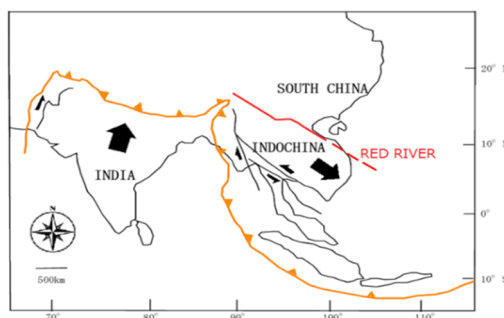 20° N
SOUTH CHINA
RED RIVER
INDOCHINA
10° N
INDIA
0°
500km
10° S
70°
80°
90°
100°
110°